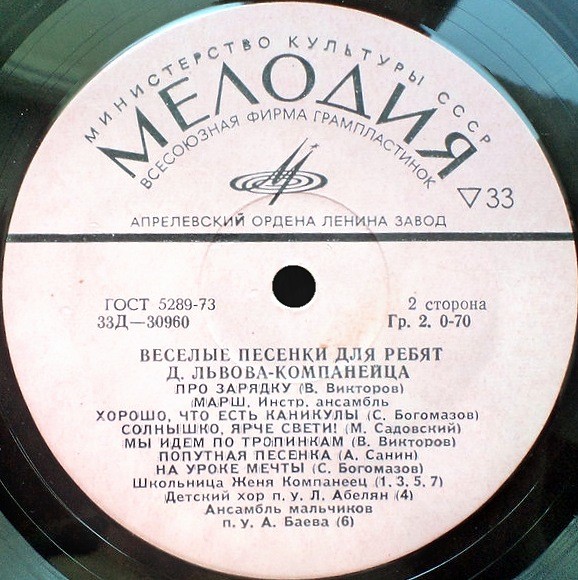 МИНИСТЕРСТВО КУЛЬТУРЫ СССР
МЕЛОДИЯ
ВСЕСОЮЗНАЯ ФИРМА ГРАМПЛАСТИНОК
▽33
АПРЕЛЕВСКИЙ ОРДЕНА ЛЕНИНА ЗАВОД
ГОСТ 5289-73
33Д—30960
2 сторона
Гр. 2. 0-70
ВЕСЕЛЫЕ ПЕСЕНКИ ДЛЯ РЕБЯТ
Д. ЛЬВОВА-КОМПАНЕЙЦА
ПРО ЗАРЯДКУ (В. Викторов)
МАРШ, Инстр. ансамбль
ХОРОШО, ЧТО ЕСТЬ КАНИКУЛЫ (С. Богомазов)
СОЛНЫШКО, ЯРЧЕ СВЕТИ! (М. Садовский)
МЫ ИДЕМ ПО ТРОПИНКАМ (В. Викторов)
ПОПУТНАЯ ПЕСЕНКА (А. Санин)
НА УРОКЕ МЕЧТЫ (С. Богомазов)
Школьница Женя Компанеец (1, 3, 5, 7)
Детский хор п. у. Л. Абелян (4)
Ансамбль мальчиков
п. у. А. Баева (6)